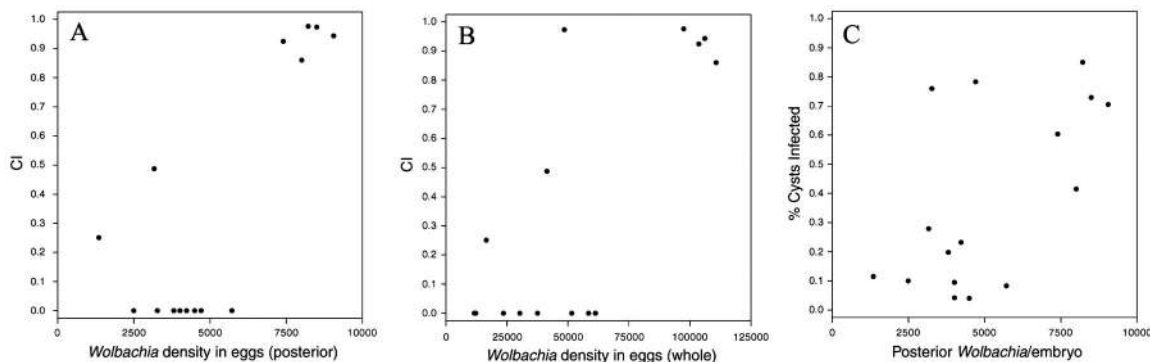 A
CI
1.0
0.9
0.8
0.7
0.6
0.5
0.4
0.3
0.2
0.1
0.0
0 2500 5000 7500 10000
Wolbachia density in eggs (posterior)
B
CI
1.0
0.9
0.8
0.7
0.6
0.5
0.4
0.3
0.2
0.1
0.0
0 25000 50000 75000 100000 125000
Wolbachia density in eggs (whole)
C
% Cysts Infected
1.0
0.9
0.8
0.7
0.6
0.5
0.4
0.3
0.2
0.1
0.0
0 2500 5000 7500 10000
Posterior Wolbachia/embryo